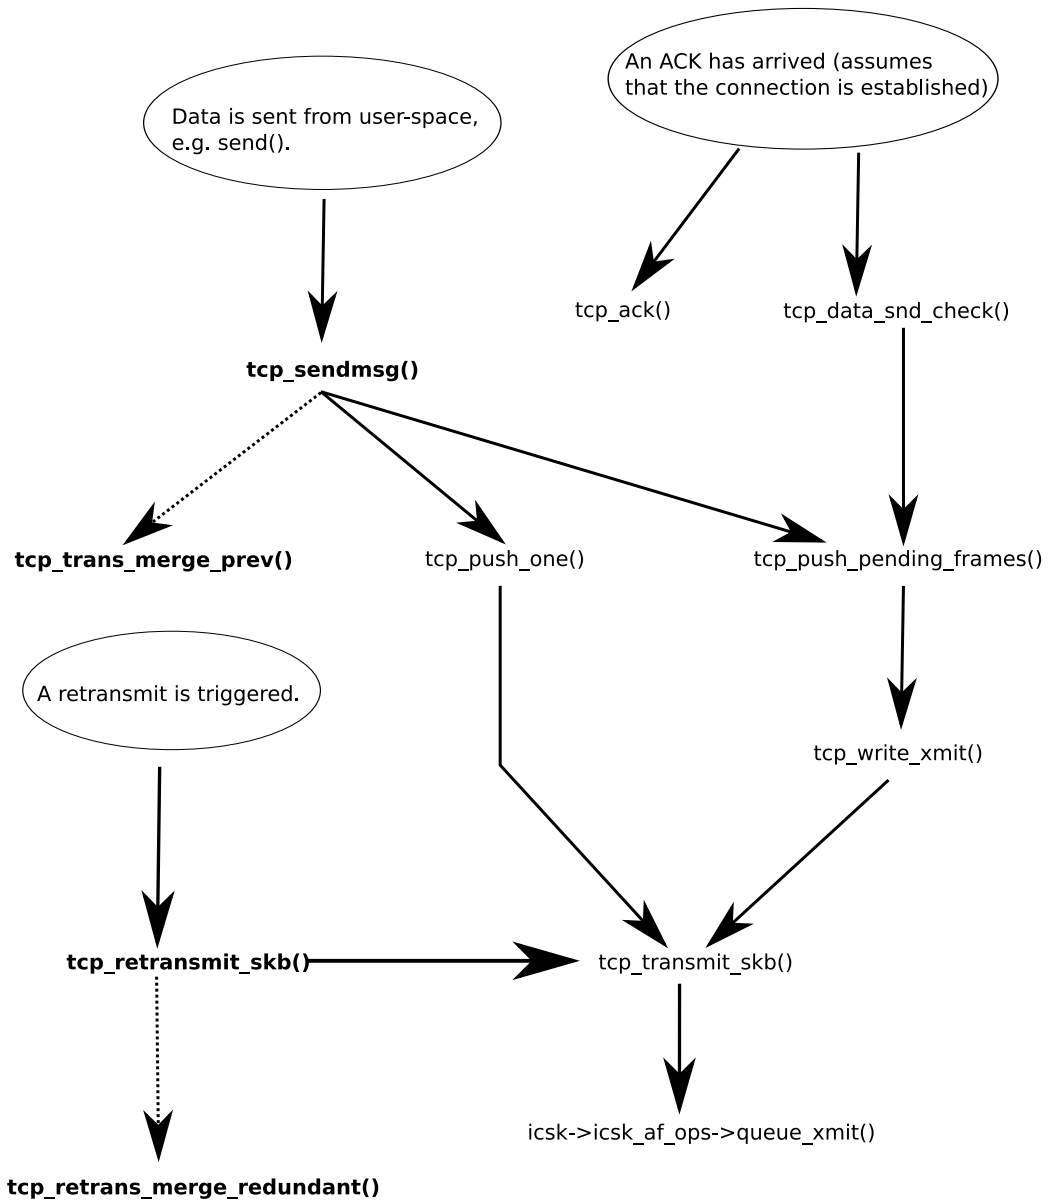 An ACK has arrived (assumes
that the connection is established)
Data is sent from user-space,
e.g. send().
tcp_ack()
tcp_data_snd_check()
tcp_sendmsg()
tcp_trans_merge_prev()
tcp_push_one()
tcp_push_pending_frames()
A retransmit is triggered.
tcp_write_xmit()
tcp_retransmit_skb()
tcp_transmit_skb()
icsk->icsk_af_ops->queue_xmit()
tcp_retrans_merge_redundant()